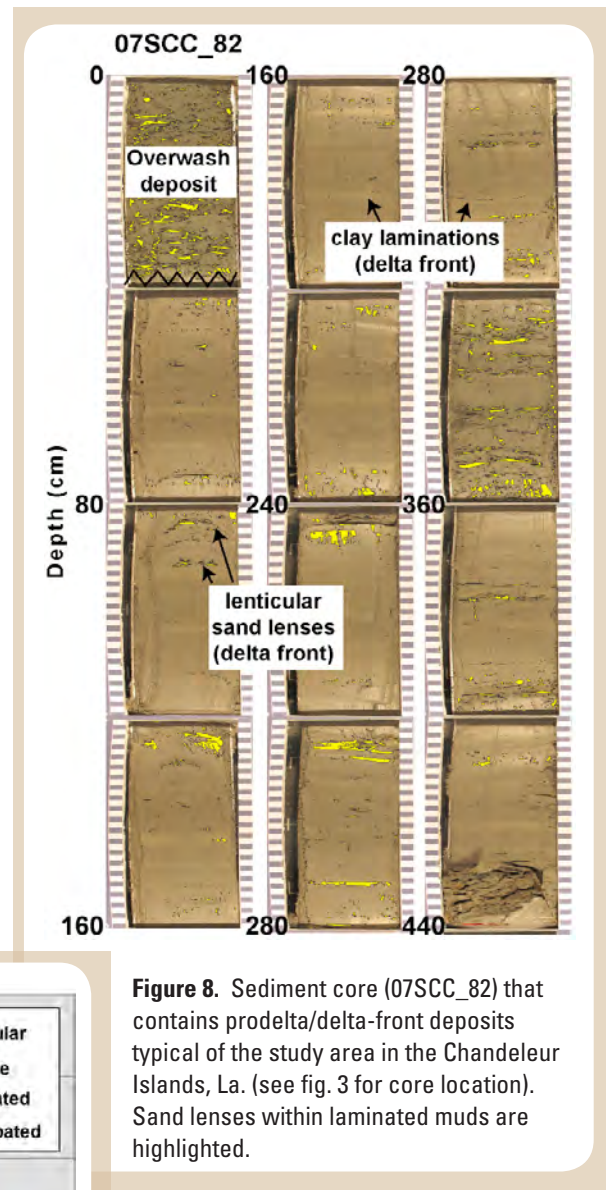 07SCC_82
0
160
280
Overwash
deposit
clay laminations
(delta front)
Depth (cm)
80
240
360
lenticular
sand lenses
(delta front)
160
280
440
Figure 8. Sediment core (07SCC_82) that
contains prodelta/delta-front deposits
typical of the study area in the Chandeleur
Islands, La. (see fig. 3 for core location).
Sand lenses within laminated muds are
highlighted.